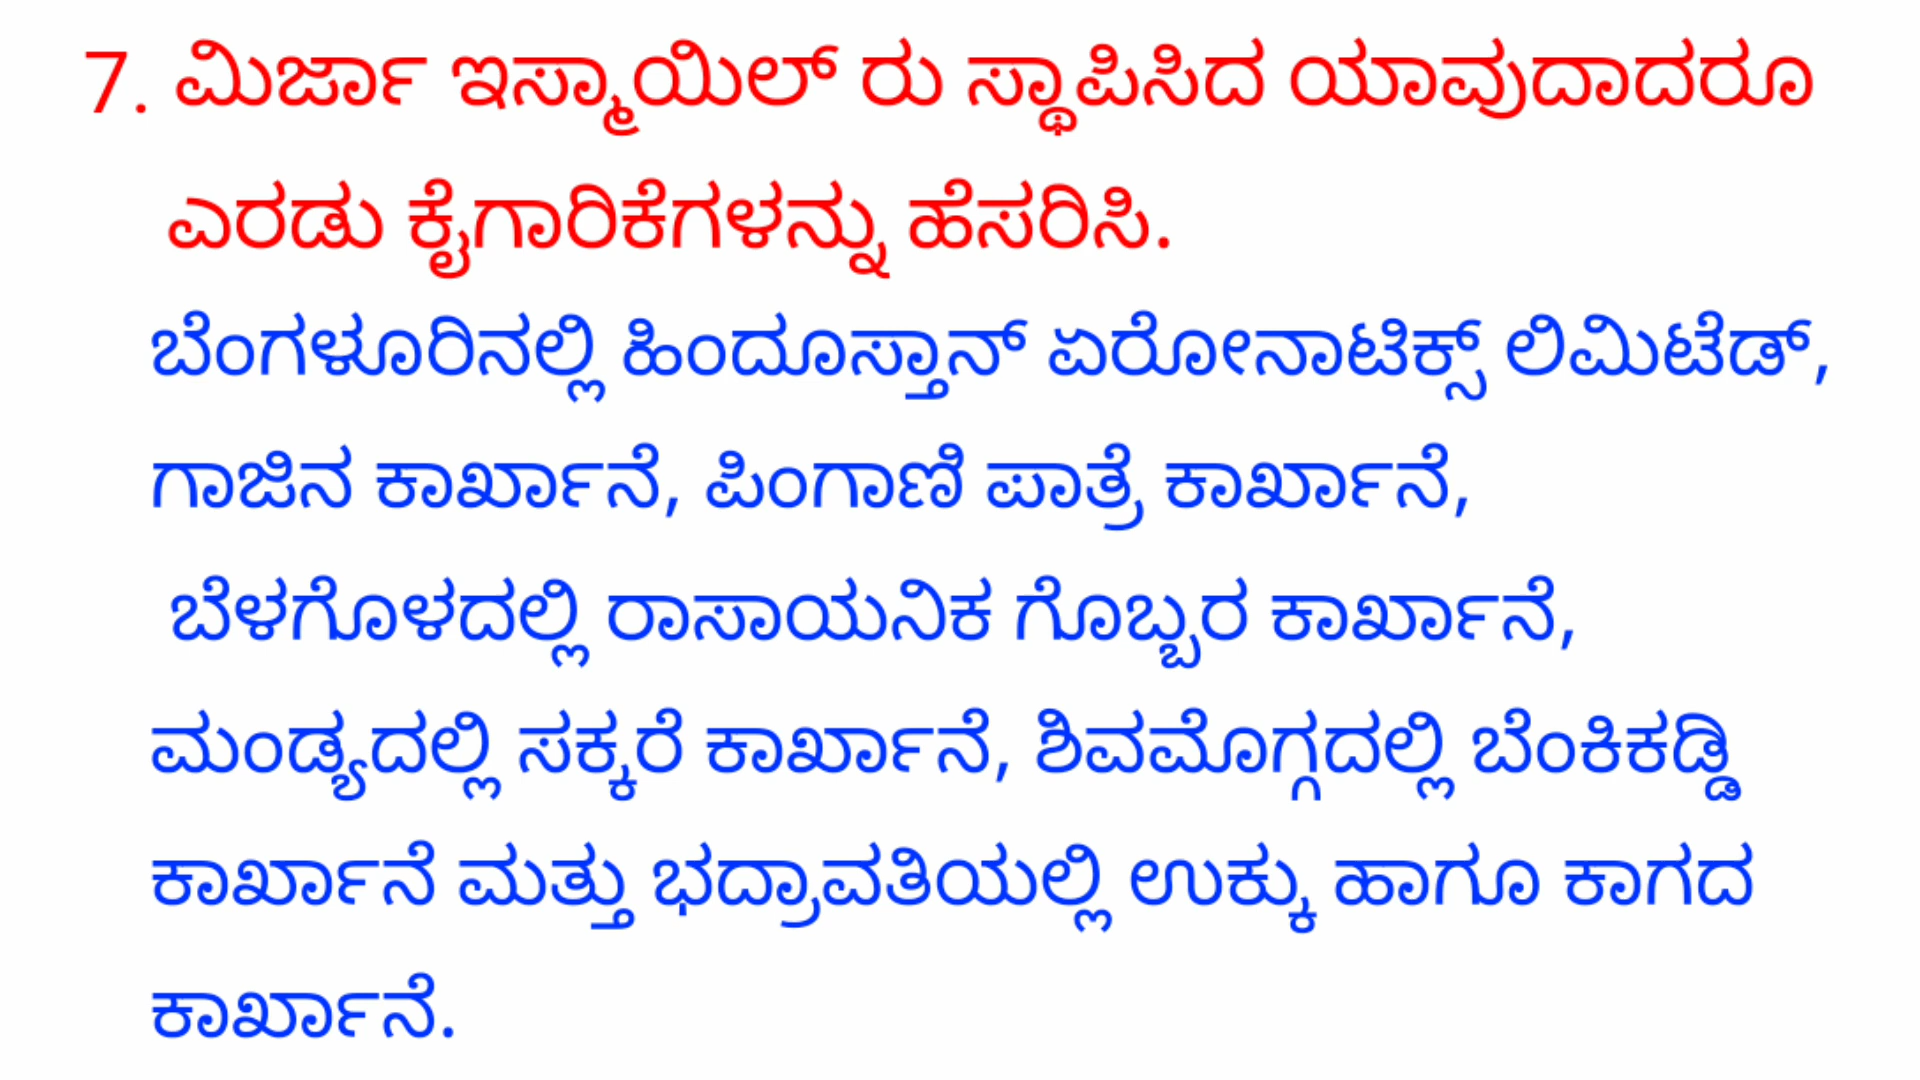 7. ಮಿರ್ಜಾ ಇಸ್ಮಾಯಿಲ್ ರು ಸ್ಥಾಪಿಸಿದ ಯಾವುದಾದರೂ
ಎರಡು ಕೈಗಾರಿಕೆಗಳನ್ನು ಹೆಸರಿಸಿ.
ಬೆಂಗಳೂರಿನಲ್ಲಿ ಹಿಂದೂಸ್ತಾನ್ ಏರೋನಾಟಿಕ್ಸ್ ಲಿಮಿಟೆಡ್,
ಗಾಜಿನ ಕಾರ್ಖಾನೆ, ಪಿಂಗಾಣಿ ಪಾತ್ರೆ ಕಾರ್ಖಾನೆ,
ಬೆಳಗೊಳದಲ್ಲಿ ರಾಸಾಯನಿಕ ಗೊಬ್ಬರ ಕಾರ್ಖಾನೆ,
ಮಂಡ್ಯದಲ್ಲಿ ಸಕ್ಕರೆ ಕಾರ್ಖಾನೆ, ಶಿವಮೊಗ್ಗದಲ್ಲಿ ಬೆಂಕಿಕಡ್ಡಿ
ಕಾರ್ಖಾನೆ ಮತ್ತು ಭದ್ರಾವತಿಯಲ್ಲಿ ಉಕ್ಕು ಹಾಗೂ ಕಾಗದ
ಕಾರ್ಖಾನೆ.